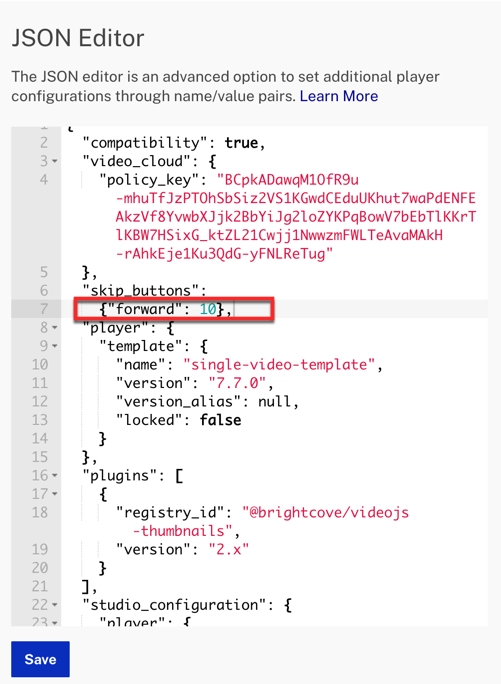 JSON Editor
The JSON editor is an advanced option to set additional player
configurations through name/value pairs. Learn More
1 {
2 "compatibility": true,
3 "video_cloud": {
4 "policy_key": "BCpkADawqM1OfR9u
-mhuTfJzPTOhSbSiz2VS1KGwdCEduUKhut7waPdENFE
AkzVf8YvwbXJjk2BbYiJg2loZYKPqBowV7bEbTlKKrT
lKBW7HSixG_ktZL21Cwjj1NwwzmFWLTeAvaMAkH
-rAhkEje1Ku3QdG-yFNLReTug"
5 },
6 "skip_buttons":
7 {"forward": 10},
8 "player": {
9 "template": {
10 "name": "single-video-template",
11 "version": "7.7.0",
12 "version_alias": null,
13 "locked": false
14 }
15 },
16 "plugins": [
17 {
18 "registry_id": "@brightcove/videojs
-thumbnails",
19 "version": "2.x"
20 }
21 ],
22 "studio_configuration": {
23 "player": {
Save